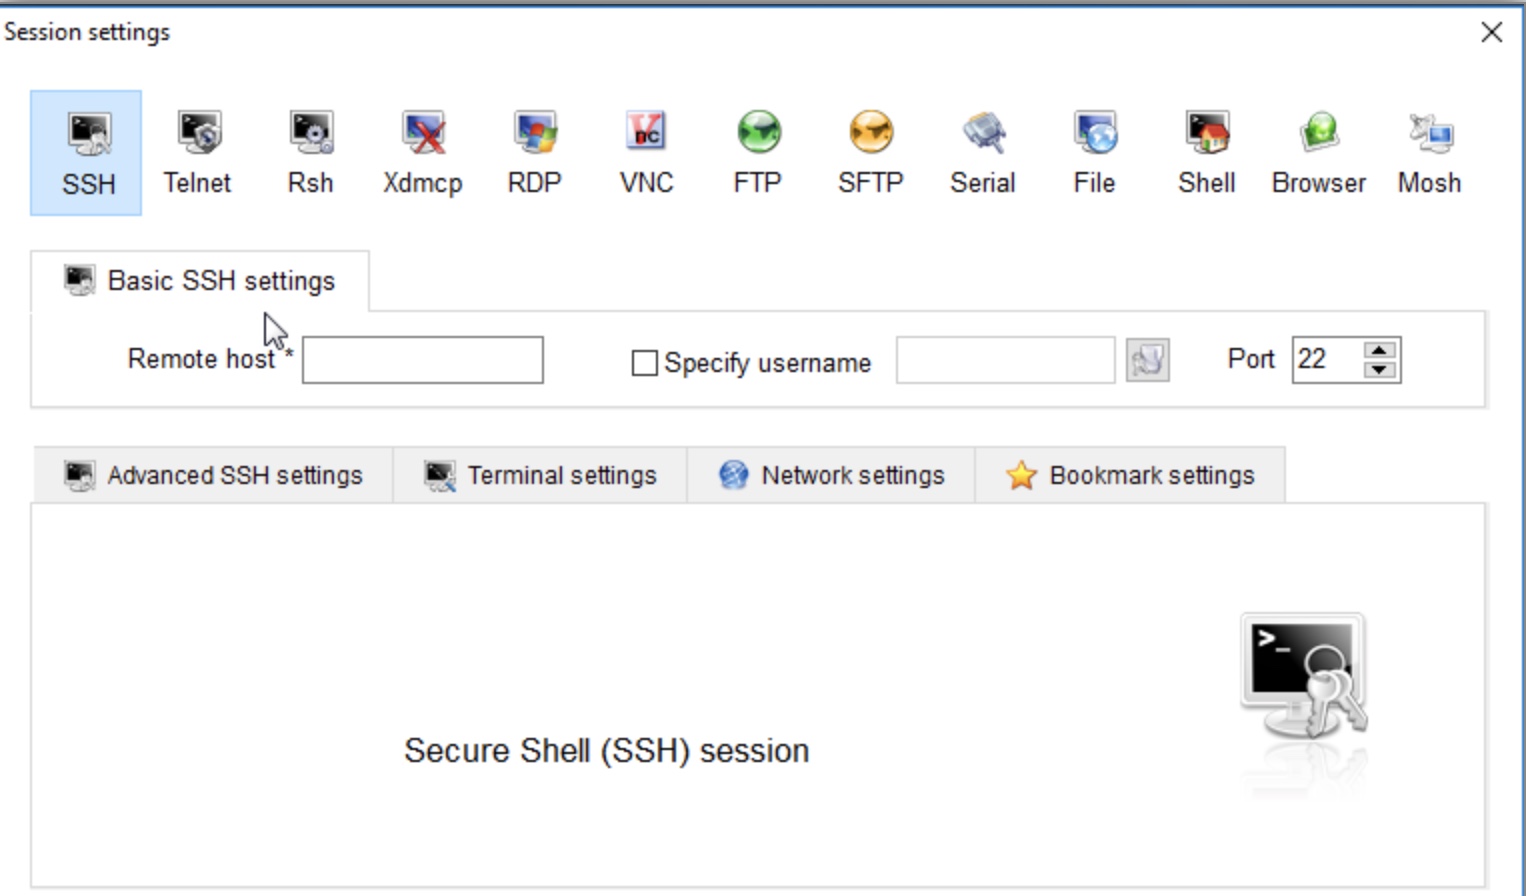 Session settings
SSH Telnet Rsh Xdmcp RDP VNC FTP SFTP Serial File Shell Browser Mosh
Basic SSH settings
Remote host * Specify username Port 22
Advanced SSH settings Terminal settings Network settings Bookmark settings
>_
Secure Shell (SSH) session